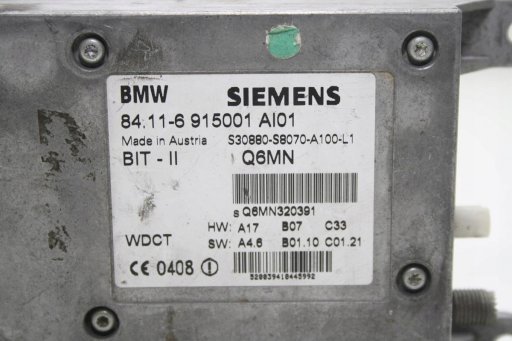 BMW SIEMENS
84.11-6 915001 AI01
Made in Austria S30880-S8070-A100-L1
BIT - II Q6MN
S Q6MN320391
HW: A17 B07 C33
WDCT SW: A4.6 B01.10 C01.21
CE 0408
520039410445992